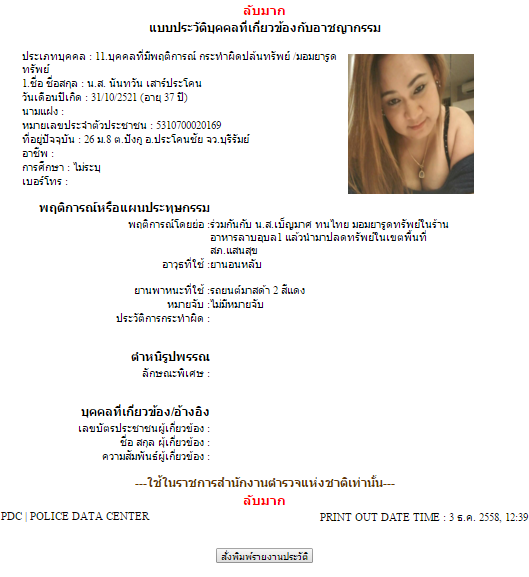 ลับมาก
แบบประวัติบุคคลที่เกี่ยวข้องกับอาชญากรรม
ประเภทบุคคล : 11.บุคคลที่มีพฤติการณ์ กระทำผิดปล้นทรัพย์ /มอมยารูด
ทรัพย์
1.ชื่อ ชื่อสกุล : น.ส. นันทวัน เสาร์ประโคน
วันเดือนปีเกิด : 31/10/2521 (อายุ 37 ปี)
นามแฝง :
หมายเลขประจำตัวประชาชน : 5310700020169
ที่อยู่ปัจจุบัน : 26 ม.8 ต.ปังกู อ.ประโคนชัย จว.บุรีรัมย์
อาชีพ :
การศึกษา : ไม่ระบุ
เบอร์โทร :
พฤติการณ์หรือแผนประทุษกรรม
พฤติการณ์โดยย่อ :ร่วมกันกับ น.ส.เบ็ญมาศ ทนไทย มอมยารูดทรัพย์ในร้าน
อาหารลาบอุบล1 แล้วนำมาปลดทรัพย์ในเขตพื้นที่
สภ.แสนสุข
อาวุธที่ใช้ :ยานอนหลับ
ยานพาหนะที่ใช้ :รถยนต์มาสด้า 2 สีแดง
หมายจับ :ไม่มีหมายจับ
ประวัติการกระทำผิด :
ตำหนิรูปพรรณ
ลักษณะพิเศษ :
บุคคลที่เกี่ยวข้อง/อ้างอิง
เลขบัตรประชาชนผู้เกี่ยวข้อง :
ชื่อ สกุล ผู้เกี่ยวข้อง :
ความสัมพันธ์ผู้เกี่ยวข้อง :
---ใช้ในราชการสำนักงานตำรวจแห่งชาติเท่านั้น---
ลับมาก
PDC | POLICE DATA CENTER
PRINT OUT DATE TIME : 3 ธ.ค. 2558, 12:39
สั่งพิมพ์รายงานประวัติ